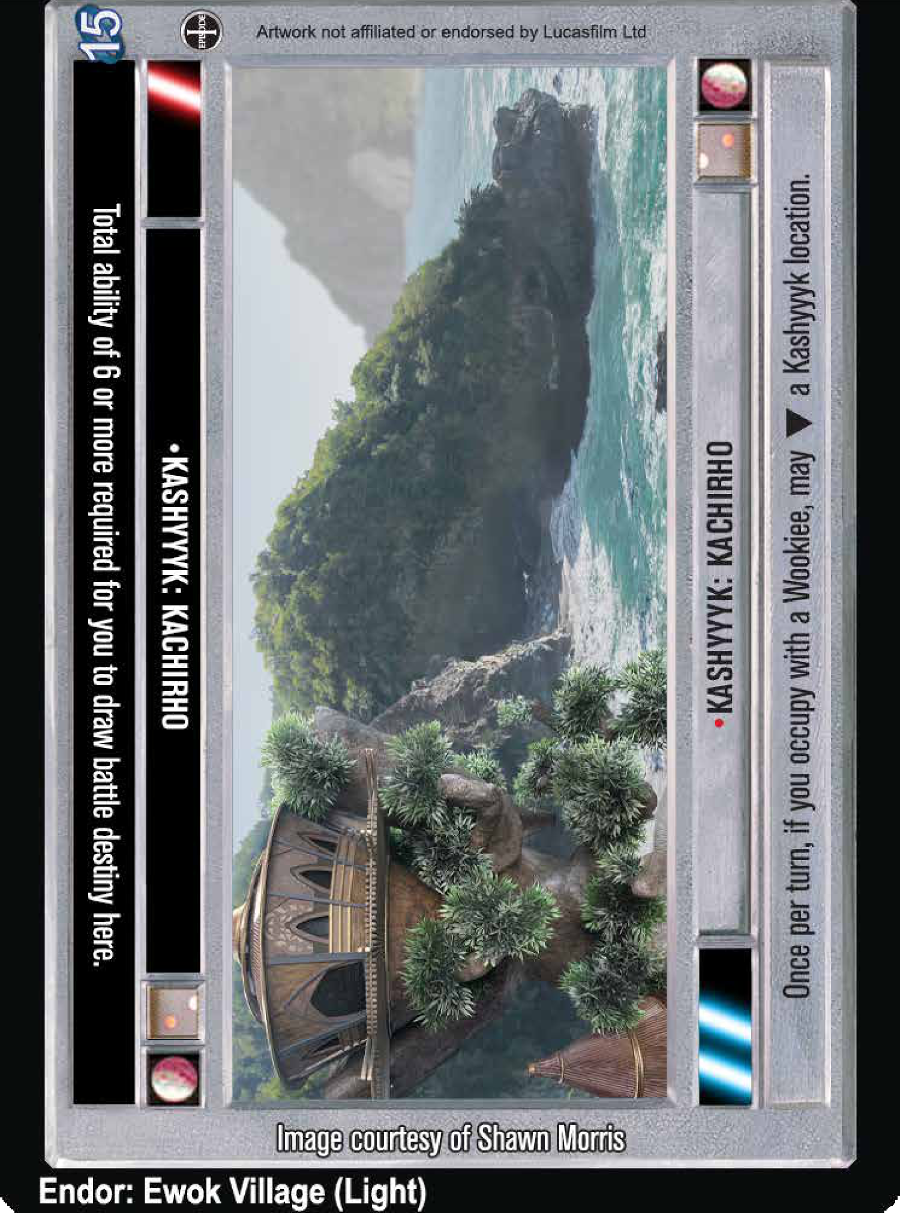 15
EPISODE I
Artwork not affiliated or endorsed by Lucasfilm Ltd
Total ability of 6 or more required for you to draw battle destiny here.
•KASHYYYK: KACHIRHO
•KASHYYYK: KACHIRHO
Once per turn, if you occupy with a Wookiee, may ▼ a Kashyyyk location.
Image courtesy of Shawn Morris
Endor: Ewok Village (Light)